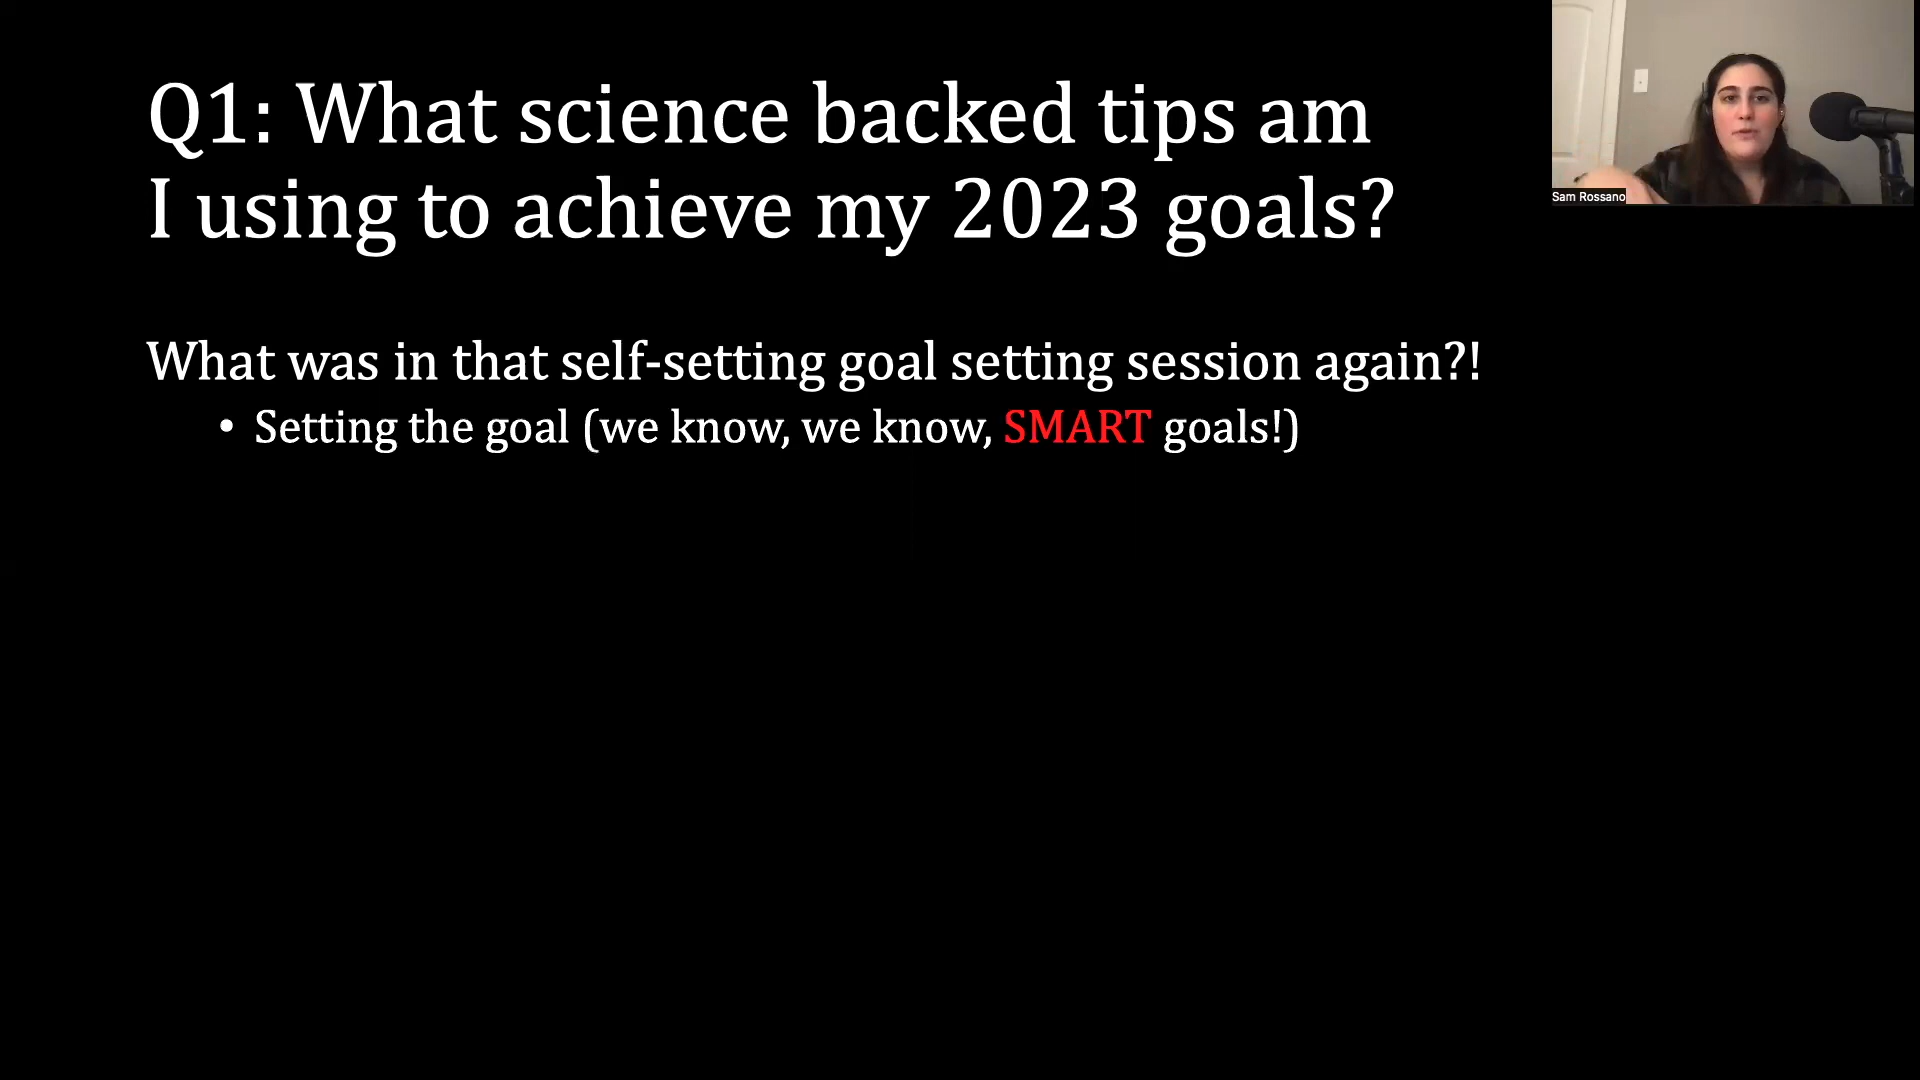 Q1: What science backed tips am
I using to achieve my 2023 goals?
Sam Rossano
What was in that self-setting goal setting session again?!
• Setting the goal (we know, we know, SMART goals!)